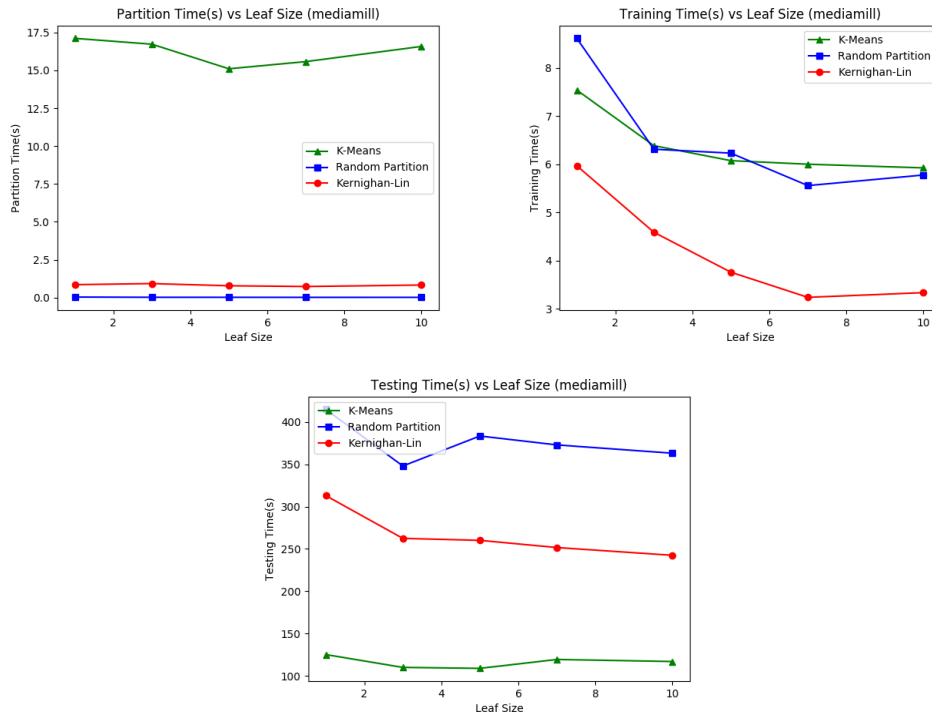 Partition Time(s) vs Leaf Size (mediamill)
17.5
15.0
12.5
10.0
7.5
5.0
2.5
0.0
Partition Time(s)
K-Means
Random Partition
Kernighan-Lin
2 4 6 8 10
Leaf Size
Training Time(s) vs Leaf Size (mediamill)
8
7
6
5
4
3
Training Time(s)
K-Means
Random Partition
Kernighan-Lin
2 4 6 8 10
Leaf Size
Testing Time(s) vs Leaf Size (mediamill)
400
350
300
250
200
150
100
Testing Time(s)
K-Means
Random Partition
Kernighan-Lin
2 4 6 8 10
Leaf Size